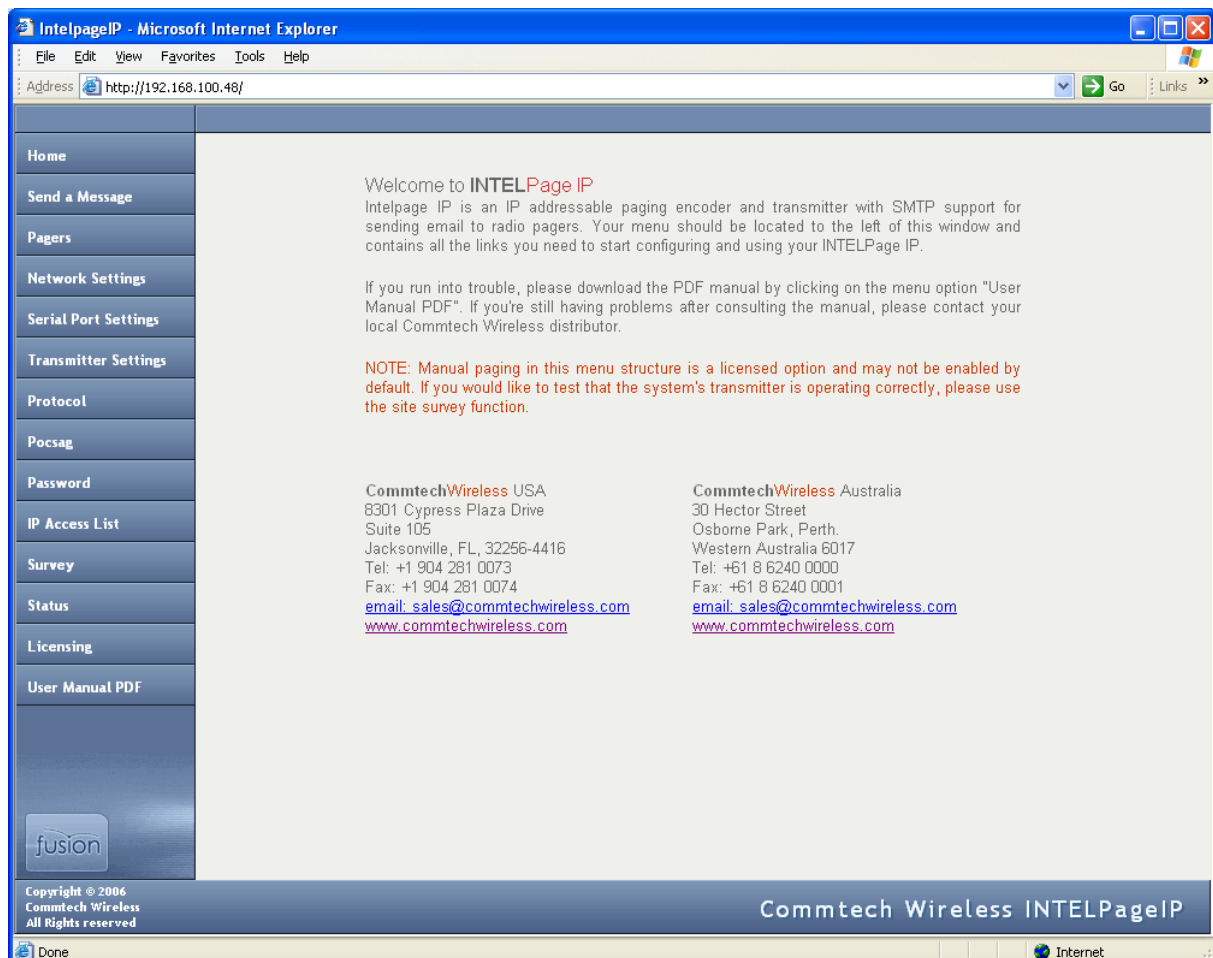 IntelpageIP - Microsoft Internet Explorer
File Edit View Favorites Tools Help
Address http://192.168.100.48/ Go Links »
Home
Send a Message
Pagers
Network Settings
Serial Port Settings
Transmitter Settings
Protocol
Pocsag
Password
IP Access List
Survey
Status
Licensing
User Manual PDF
fusion
Copyright © 2006
Commtech Wireless
All Rights reserved
Welcome to INTELPage IP
Intelpage IP is an IP addressable paging encoder and transmitter with SMTP support for
sending email to radio pagers. Your menu should be located to the left of this window and
contains all the links you need to start configuring and using your INTELPage IP.
If you run into trouble, please download the PDF manual by clicking on the menu option "User
Manual PDF". If you're still having problems after consulting the manual, please contact your
local Commtech Wireless distributor.
NOTE: Manual paging in this menu structure is a licensed option and may not be enabled by
default. If you would like to test that the system's transmitter is operating correctly, please use
the site survey function.
CommtechWireless USA
8301 Cypress Plaza Drive
Suite 105
Jacksonville, FL, 32256-4416
Tel: +1 904 281 0073
Fax: +1 904 281 0074
email: sales@commtechwireless.com
www.commtechwireless.com
CommtechWireless Australia
30 Hector Street
Osborne Park, Perth.
Western Australia 6017
Tel: +61 8 6240 0000
Fax: +61 8 6240 0001
email: sales@commtechwireless.com
www.commtechwireless.com
Commtech Wireless INTELPageIP
Done Internet